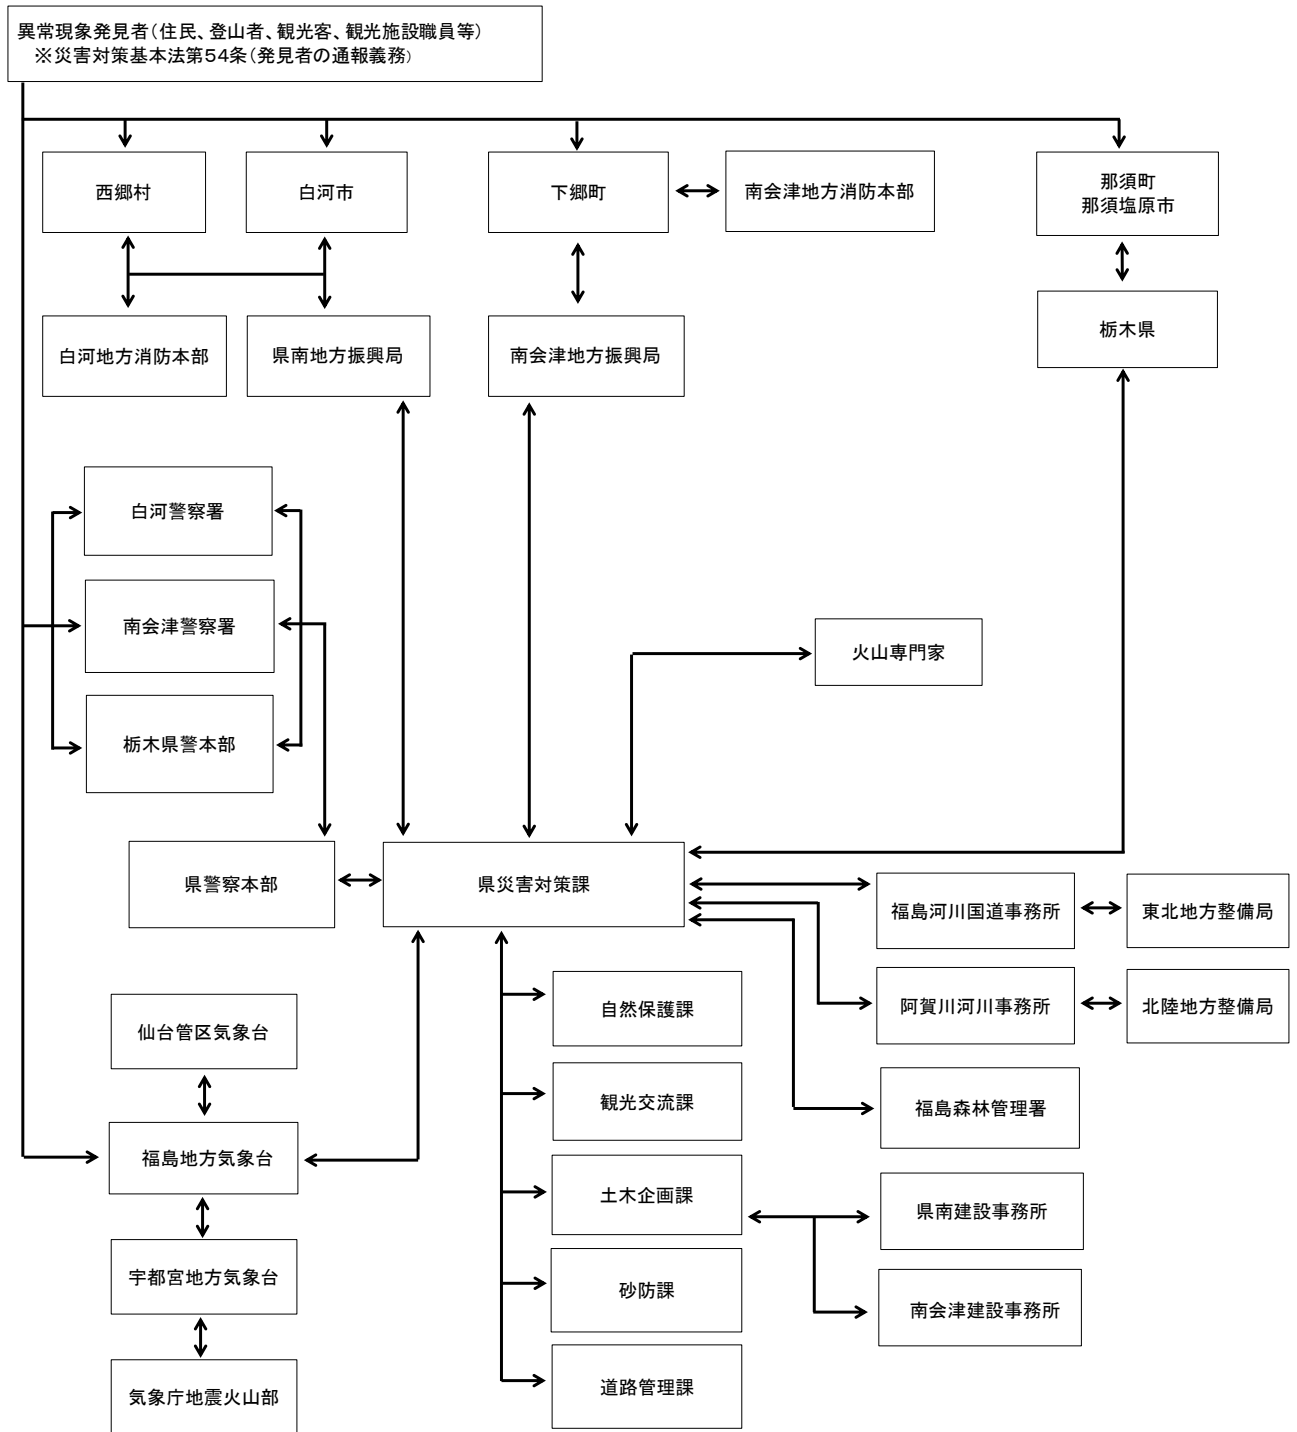 異常現象発見者(住民、登山者、観光客、観光施設職員等)
※災害対策基本法第54条(発見者の通報義務)
西郷村
白河市
下郷町
南会津地方消防本部
那須町
那須塩原市
白河地方消防本部
県南地方振興局
南会津地方振興局
栃木県
白河警察署
南会津警察署
栃木県警本部
火山専門家
県警察本部
県災害対策課
福島河川国道事務所
東北地方整備局
自然保護課
阿賀川河川事務所
北陸地方整備局
仙台管区気象台
観光交流課
福島森林管理署
福島地方気象台
土木企画課
県南建設事務所
宇都宮地方気象台
砂防課
南会津建設事務所
気象庁地震火山部
道路管理課